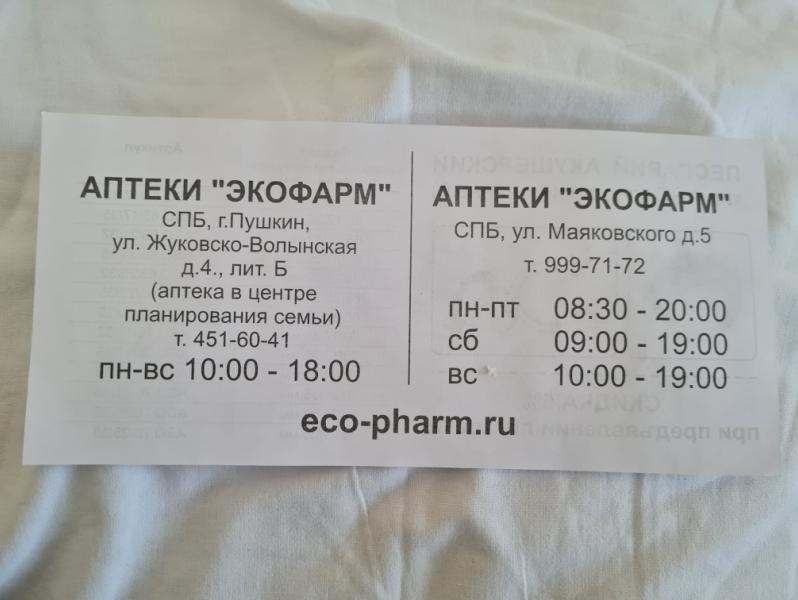 АПТЕКИ "ЭКОФАРМ"
СПБ, г.Пушкин,
ул. Жуковско-Волынская
д.4., лит. Б
(аптека в центре
планирования семьи)
т. 451-60-41
пн-вс 10:00 - 18:00
АПТЕКИ "ЭКОФАРМ"
СПБ, ул. Маяковского д.5
т. 999-71-72
пн-пт 08:30 - 20:00
сб 09:00 - 19:00
вс 10:00 - 19:00
eco-pharm.ru